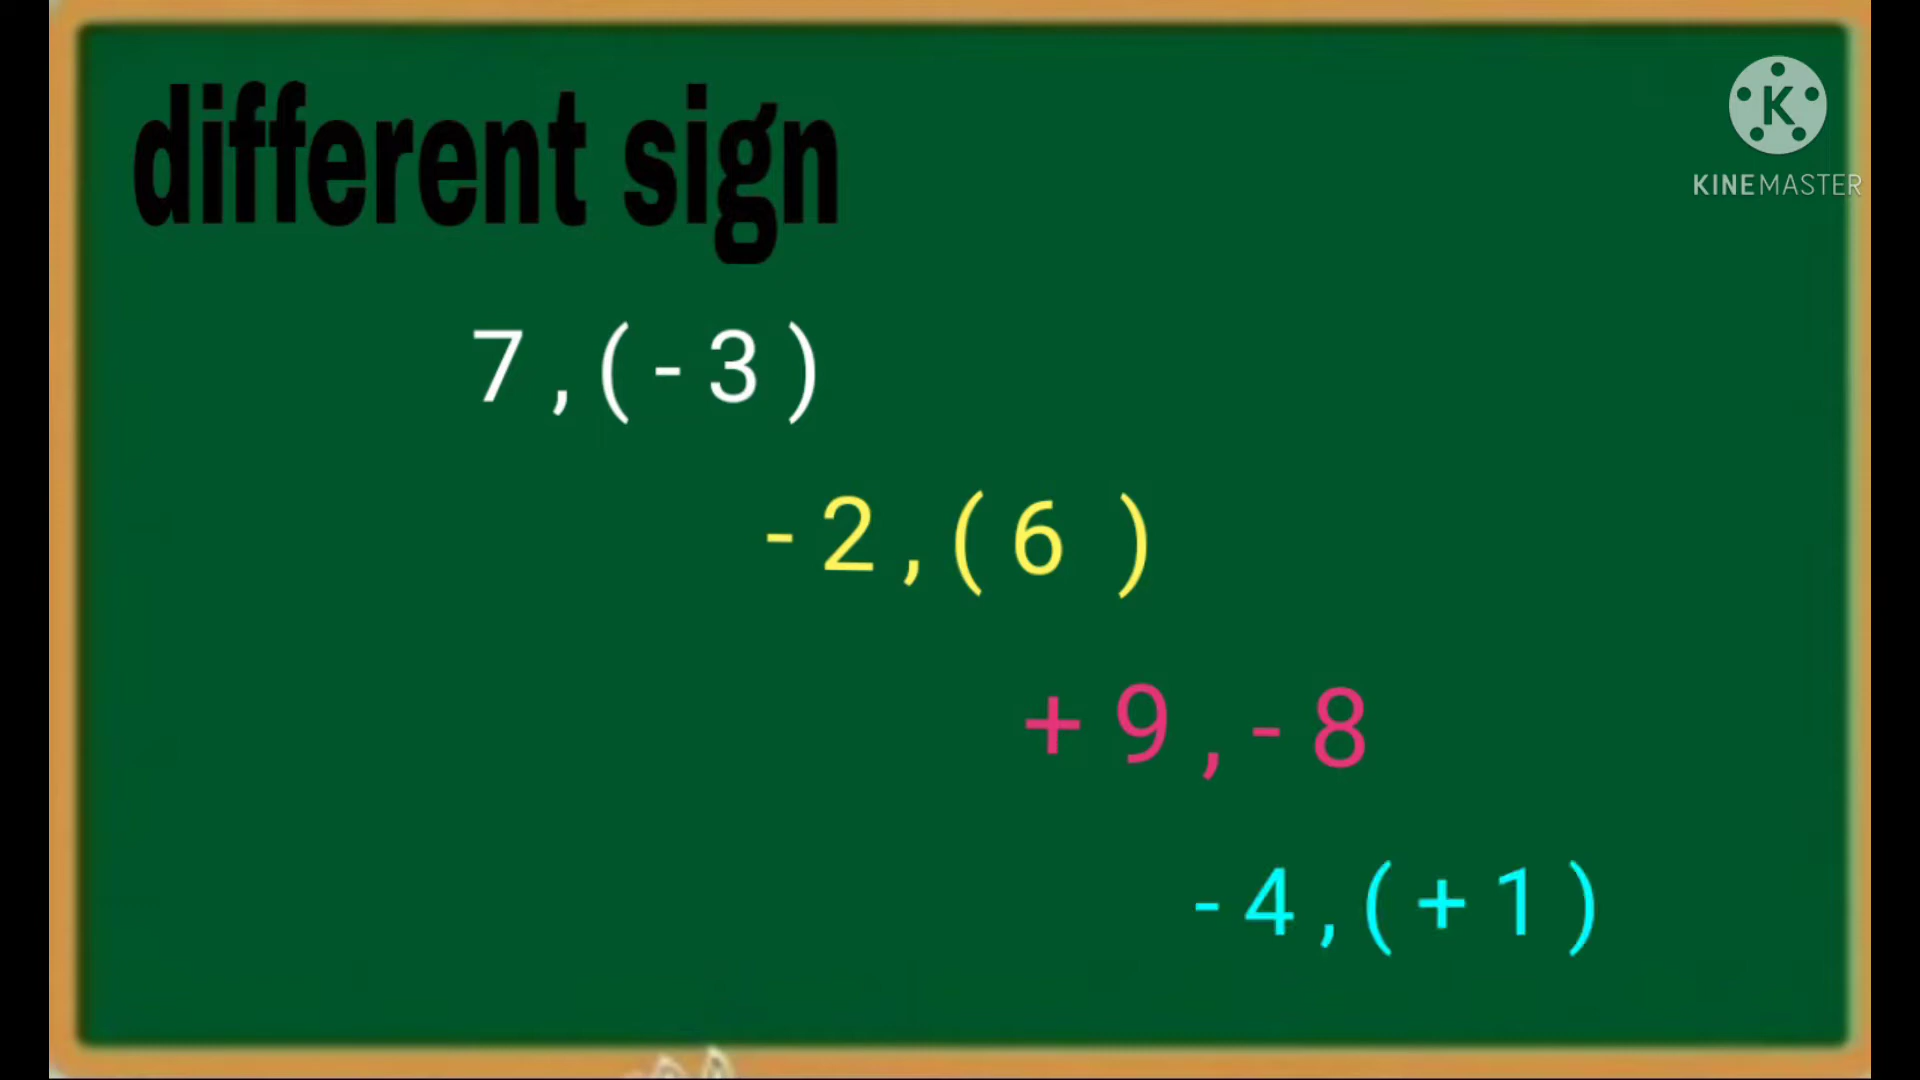 different sign
K
KINEMASTER
7 , ( - 3 )
- 2 , ( 6 )
+ 9 , - 8
- 4 , ( + 1 )